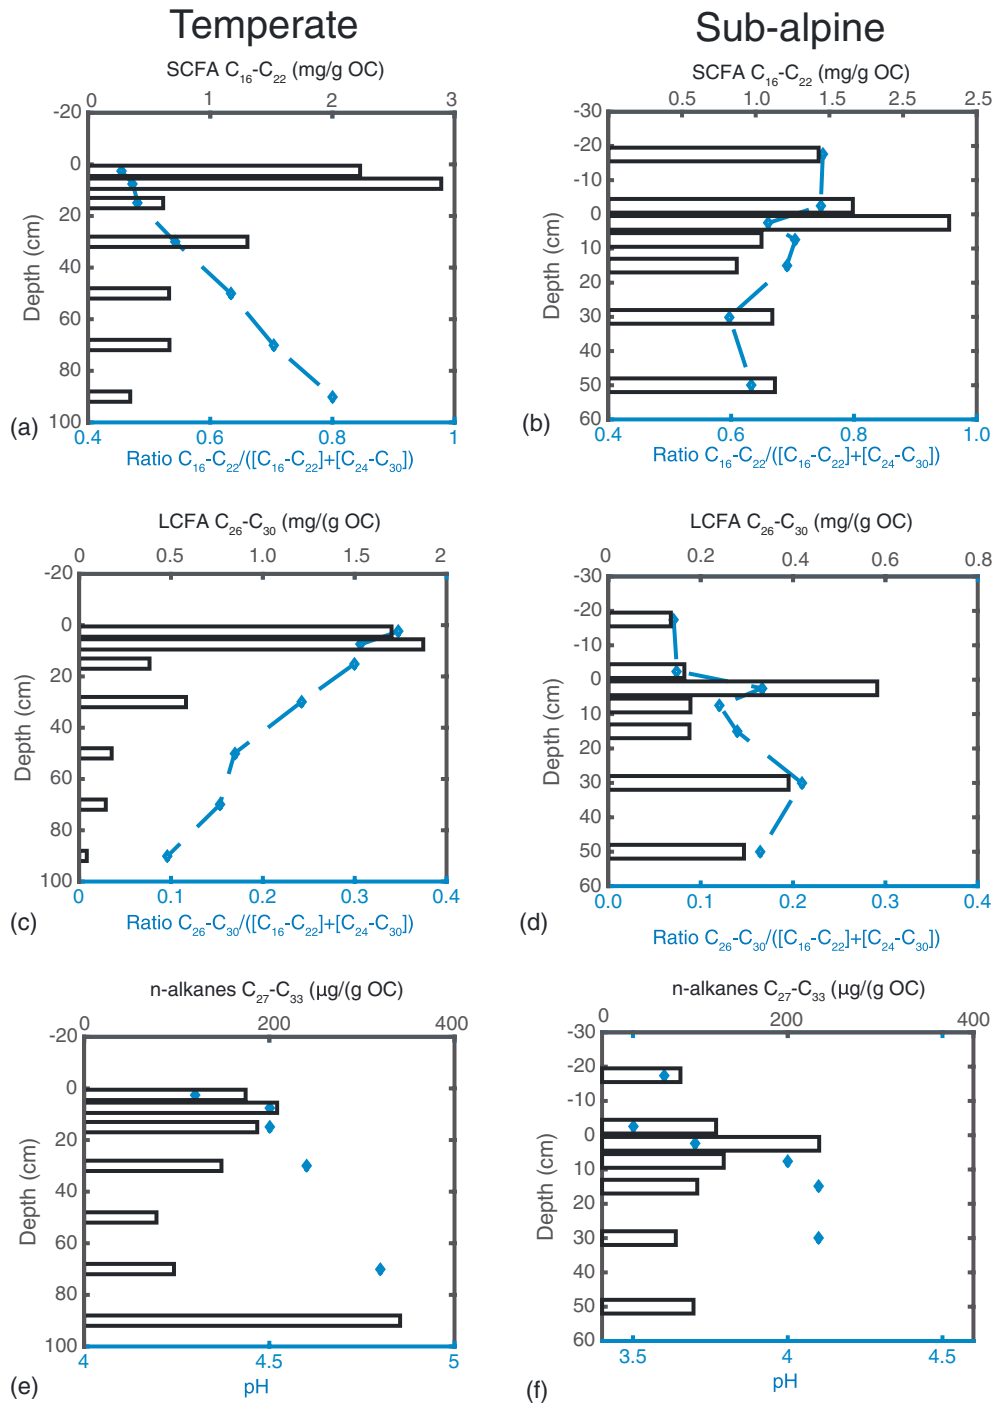 Temperate
Sub-alpine
SCFA C16-C22 (mg/g OC)
0 1 2 3
-20
0
20
40
60
80
100
Depth (cm)
(a)
0.4 0.6 0.8 1
Ratio C16-C22/([C16-C22]+[C24-C30])
SCFA C16-C22 (mg/g OC)
0.5 1.0 1.5 2.5 2.5
-30
-20
-10
0
10
20
30
40
50
60
Depth (cm)
(b)
0.4 0.6 0.8 1.0
Ratio C16-C22/([C16-C22]+[C24-C30])
LCFA C26-C30 (mg/(g OC)
0 0.5 1 1.5 2
-20
0
20
40
60
80
100
Depth (cm)
(c)
0 0.1 0.2 0.3 0.4
Ratio C26-C30/([C16-C22]+[C24-C30])
LCFA C26-C30 (mg/(g OC)
0 0.2 0.4 0.6 0.8
-30
-20
-10
0
10
20
30
40
50
60
Depth (cm)
(d)
0.0 0.1 0.2 0.3 0.4
Ratio C26-C30/([C16-C22]+[C24-C30])
n-alkanes C27-C33 (µg/(g OC)
0 200 400
-20
0
20
40
60
80
100
Depth (cm)
(e)
4 4.5 5
pH
n-alkanes C27-C33 (µg/(g OC)
0 200 400
-30
-20
-10
0
10
20
30
40
50
60
Depth (cm)
(f)
3.5 4 4.5
pH